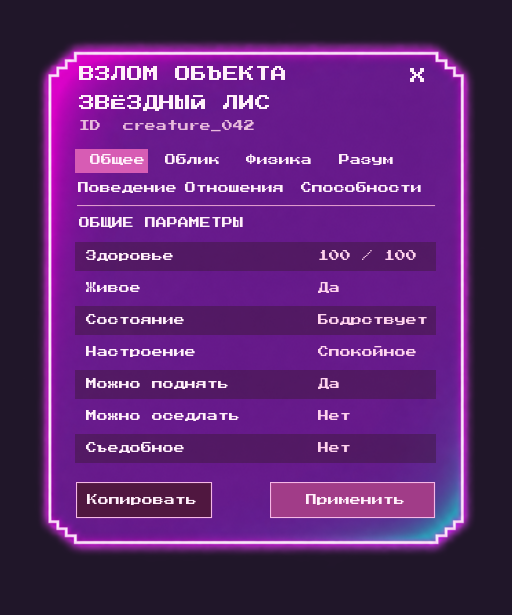 ВЗЛОМ ОБЪЕКТА X
ЗВЁЗДНЫЙ ЛИС
ID creature_042
Общее Облик Физика Разум
Поведение Отношения Способности
ОБЩИЕ ПАРАМЕТРЫ
Здоровье 100 / 100
Живое Да
Состояние Бодрствует
Настроение Спокойное
Можно поднять Да
Можно оседлать Нет
Съедобное Нет
Копировать Применить